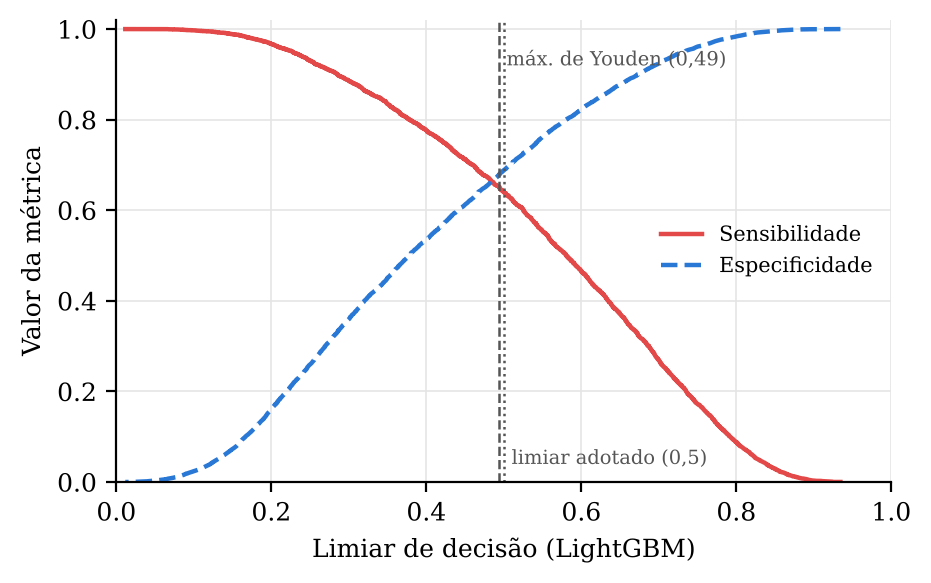 1.0
0.8
0.6
0.4
0.2
0.0
Valor da métrica
máx. de Youden (0,49)
Sensibilidade
Especificidade
limiar adotado (0,5)
0.0 0.2 0.4 0.6 0.8 1.0
Limiar de decisão (LightGBM)